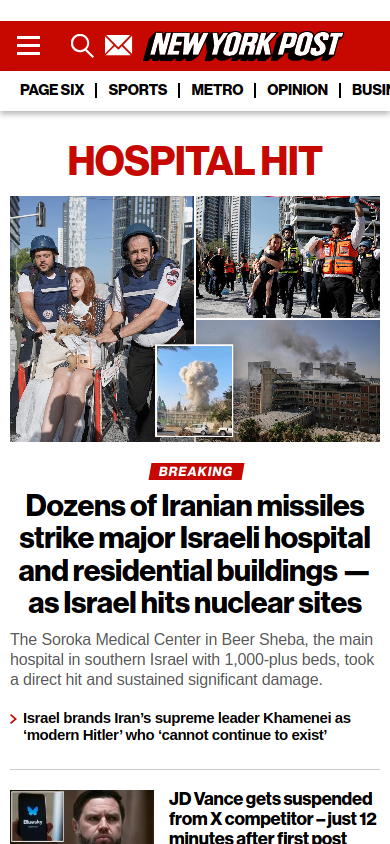 NEW YORK POST
PAGE SIX | SPORTS | METRO | OPINION | BUSIN
HOSPITAL HIT
BREAKING
Dozens of Iranian missiles
strike major Israeli hospital
and residential buildings —
as Israel hits nuclear sites
The Soroka Medical Center in Beer Sheba, the main
hospital in southern Israel with 1,000-plus beds, took
a direct hit and sustained significant damage.
Israel brands Iran’s supreme leader Khamenei as
‘modern Hitler’ who ‘cannot continue to exist’
Bluesky
JD Vance gets suspended
from X competitor – just 12
minutes after first post